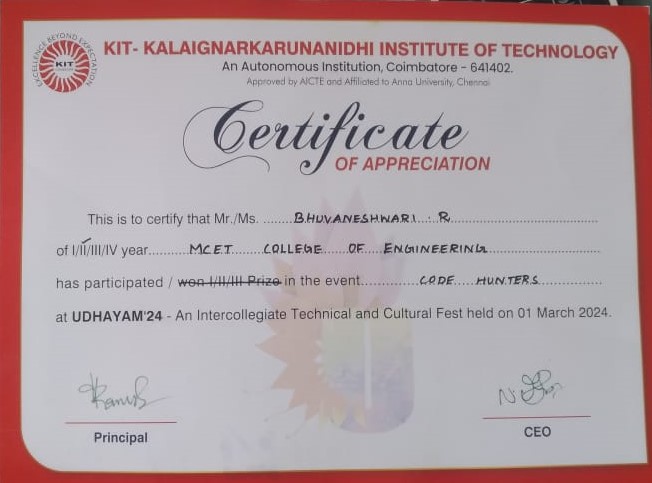 EXCELLENCE BEYOND EXPECTATION
KIT
KIT- KALAIGNARKARUNANIDHI INSTITUTE OF TECHNOLOGY
An Autonomous Institution, Coimbatore - 641402.
Approved by AICTE and Affiliated to Anna University, Chennai
Certificate
OF APPRECIATION
This is to certify that Mr./Ms. ......BHUVANESHWARI . R......
of I/II/III/IV year.......MCET COLLEGE OF ENGINEERING.......
has participated / won I/II/III Prize in the event.......CODE HUNTERS.......
at UDHAYAM'24 - An Intercollegiate Technical and Cultural Fest held on 01 March 2024.
Principal
CEO